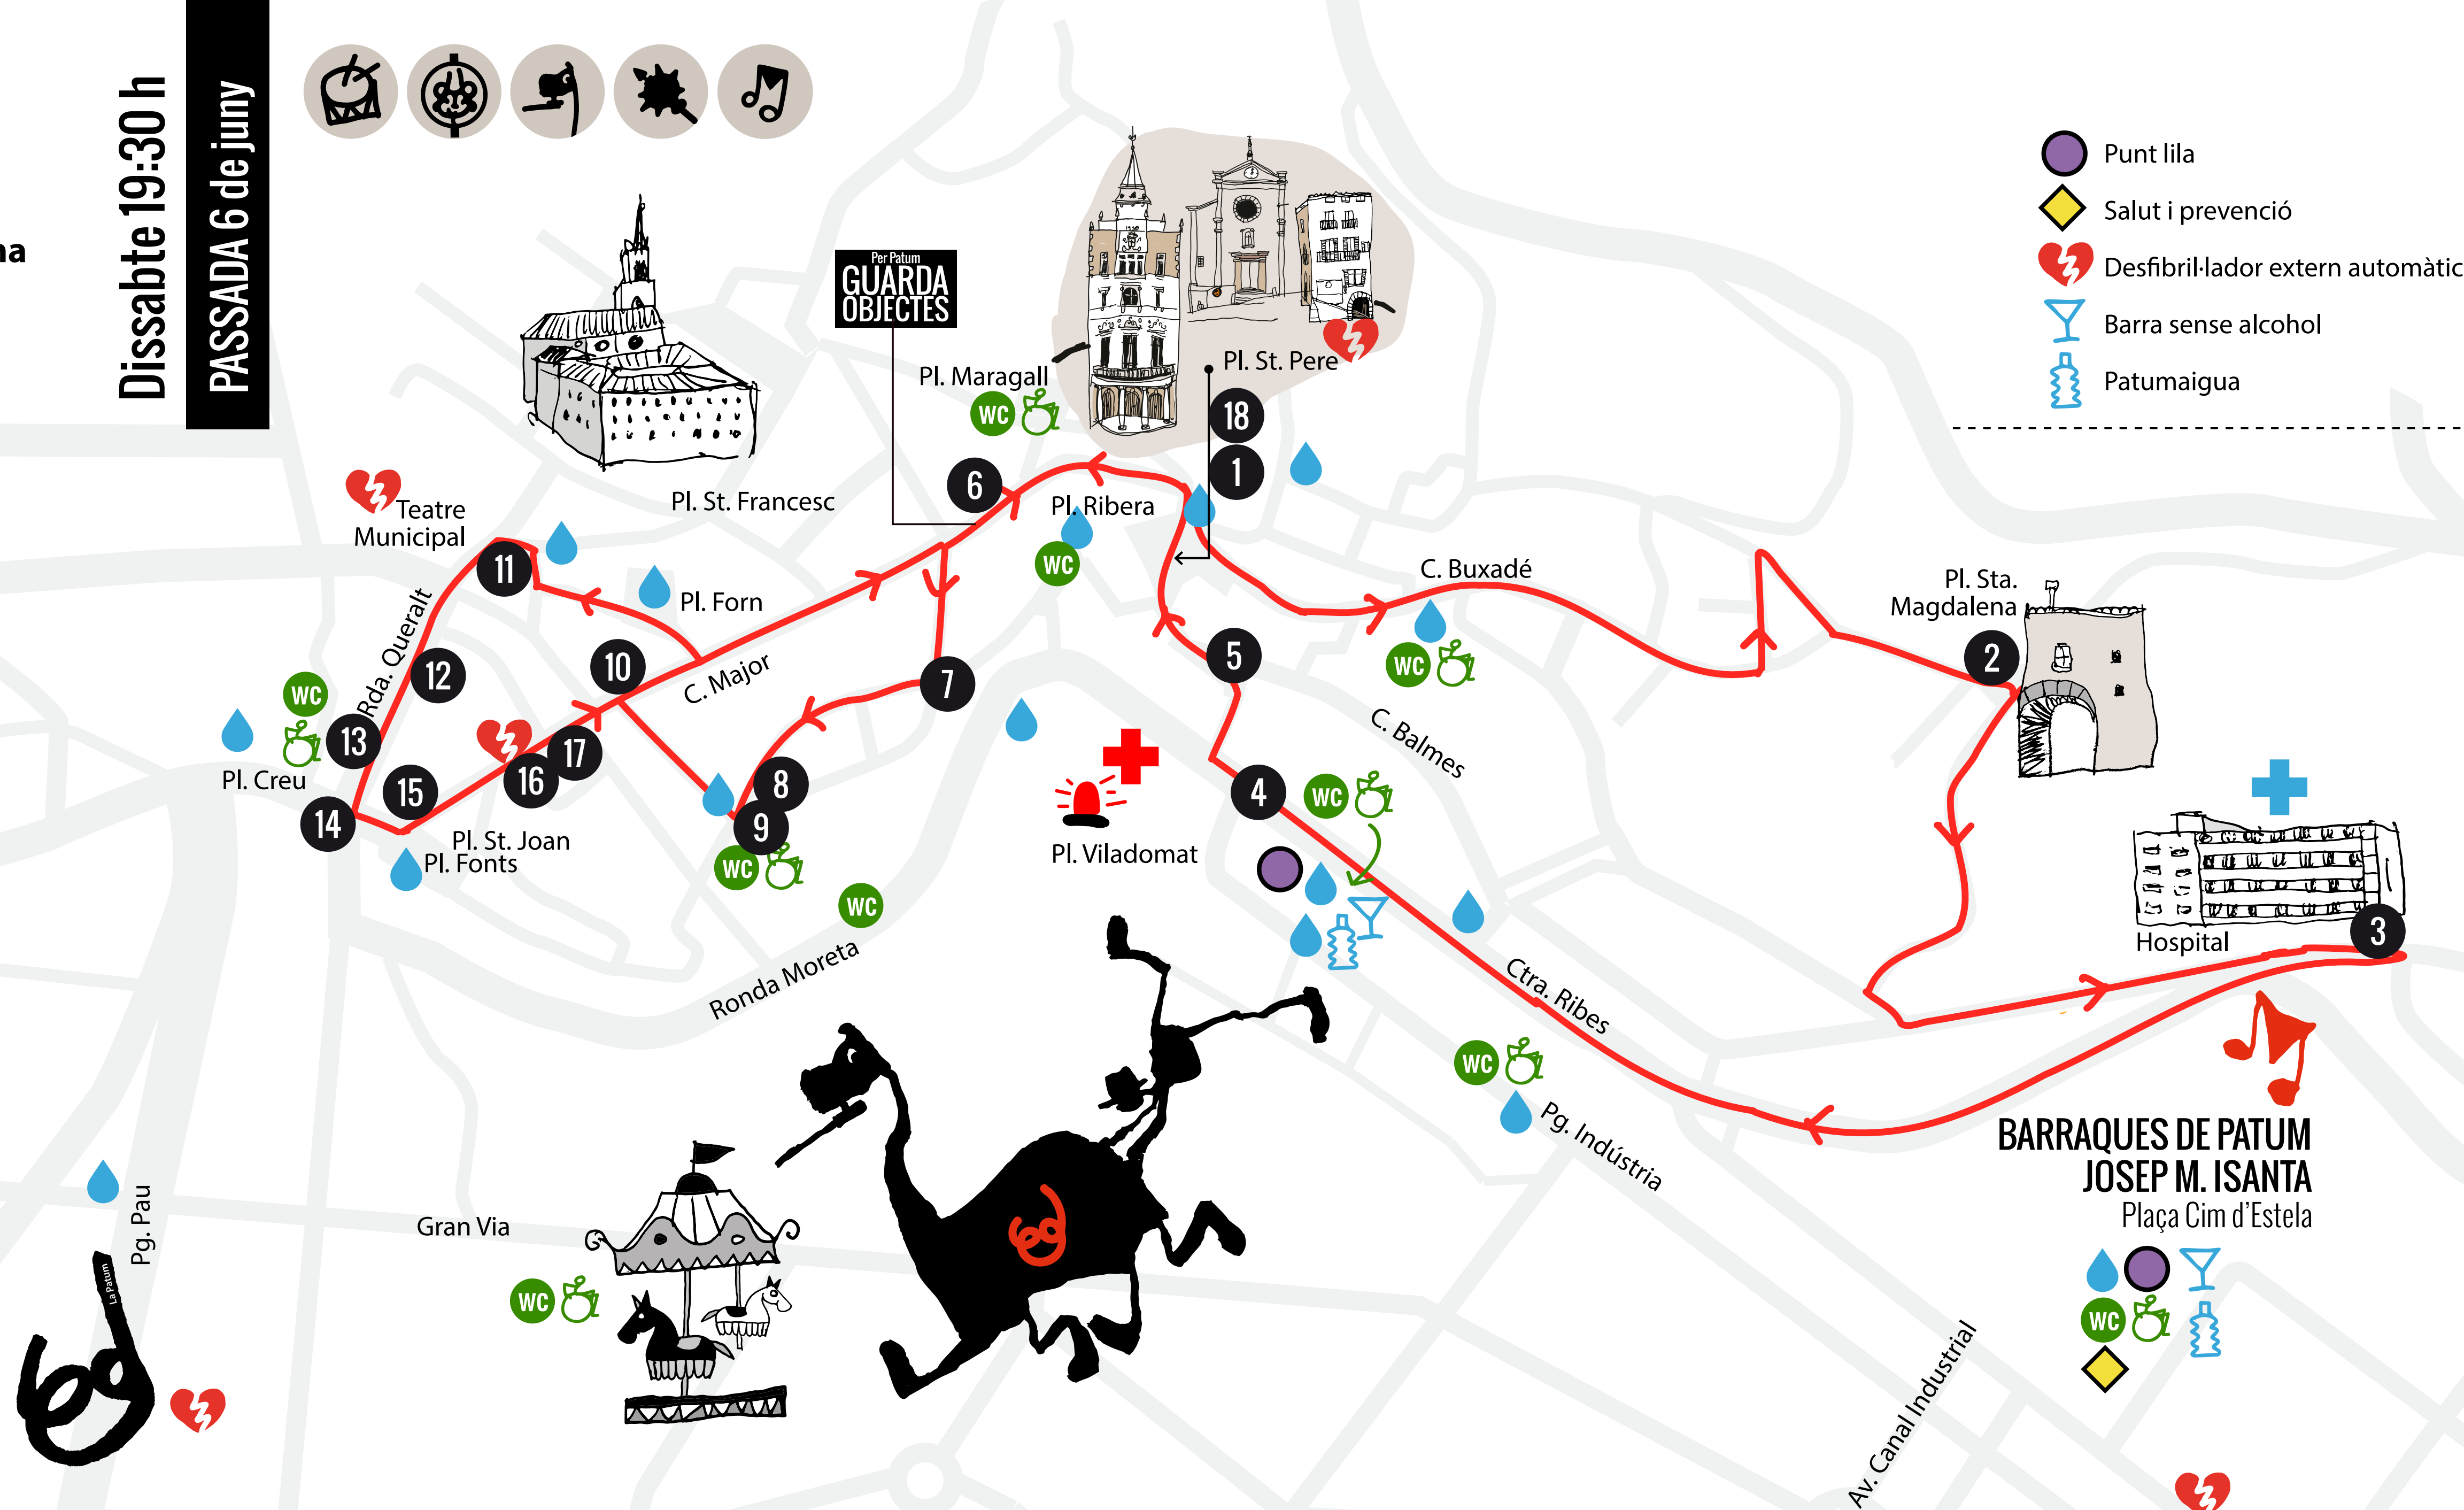 na
Dissabte 19:30 h
PASSADA 6 de juny
Punt lila
Salut i prevenció
Desfibril·lador extern automàtic
Barra sense alcohol
Patumaigua
Per Patum
GUARDA
OBJECTES
Pl. Maragall
WC
Pl. St. Pere
18
1
6
Pl. Ribera
WC
Pl. St. Francesc
Teatre
Municipal
11
Pl. Forn
C. Buxadé
WC
Pl. Sta.
Magdalena
2
Rda. Queralt
12
10
C. Major
7
5
WC
13
Pl. Creu
14
15
16
17
Pl. St. Joan
Pl. Fonts
8
9
WC
WC
Ronda Moreta
Pl. Viladomat
4
WC
C. Balmes
Hospital
3
Ctra. Ribes
WC
Pg. Indústria
BARRAQUES DE PATUM
JOSEP M. ISANTA
Plaça Cim d'Estela
WC
Pg. Pau
La Patum
Gran Via
WC
Av. Canal Industrial